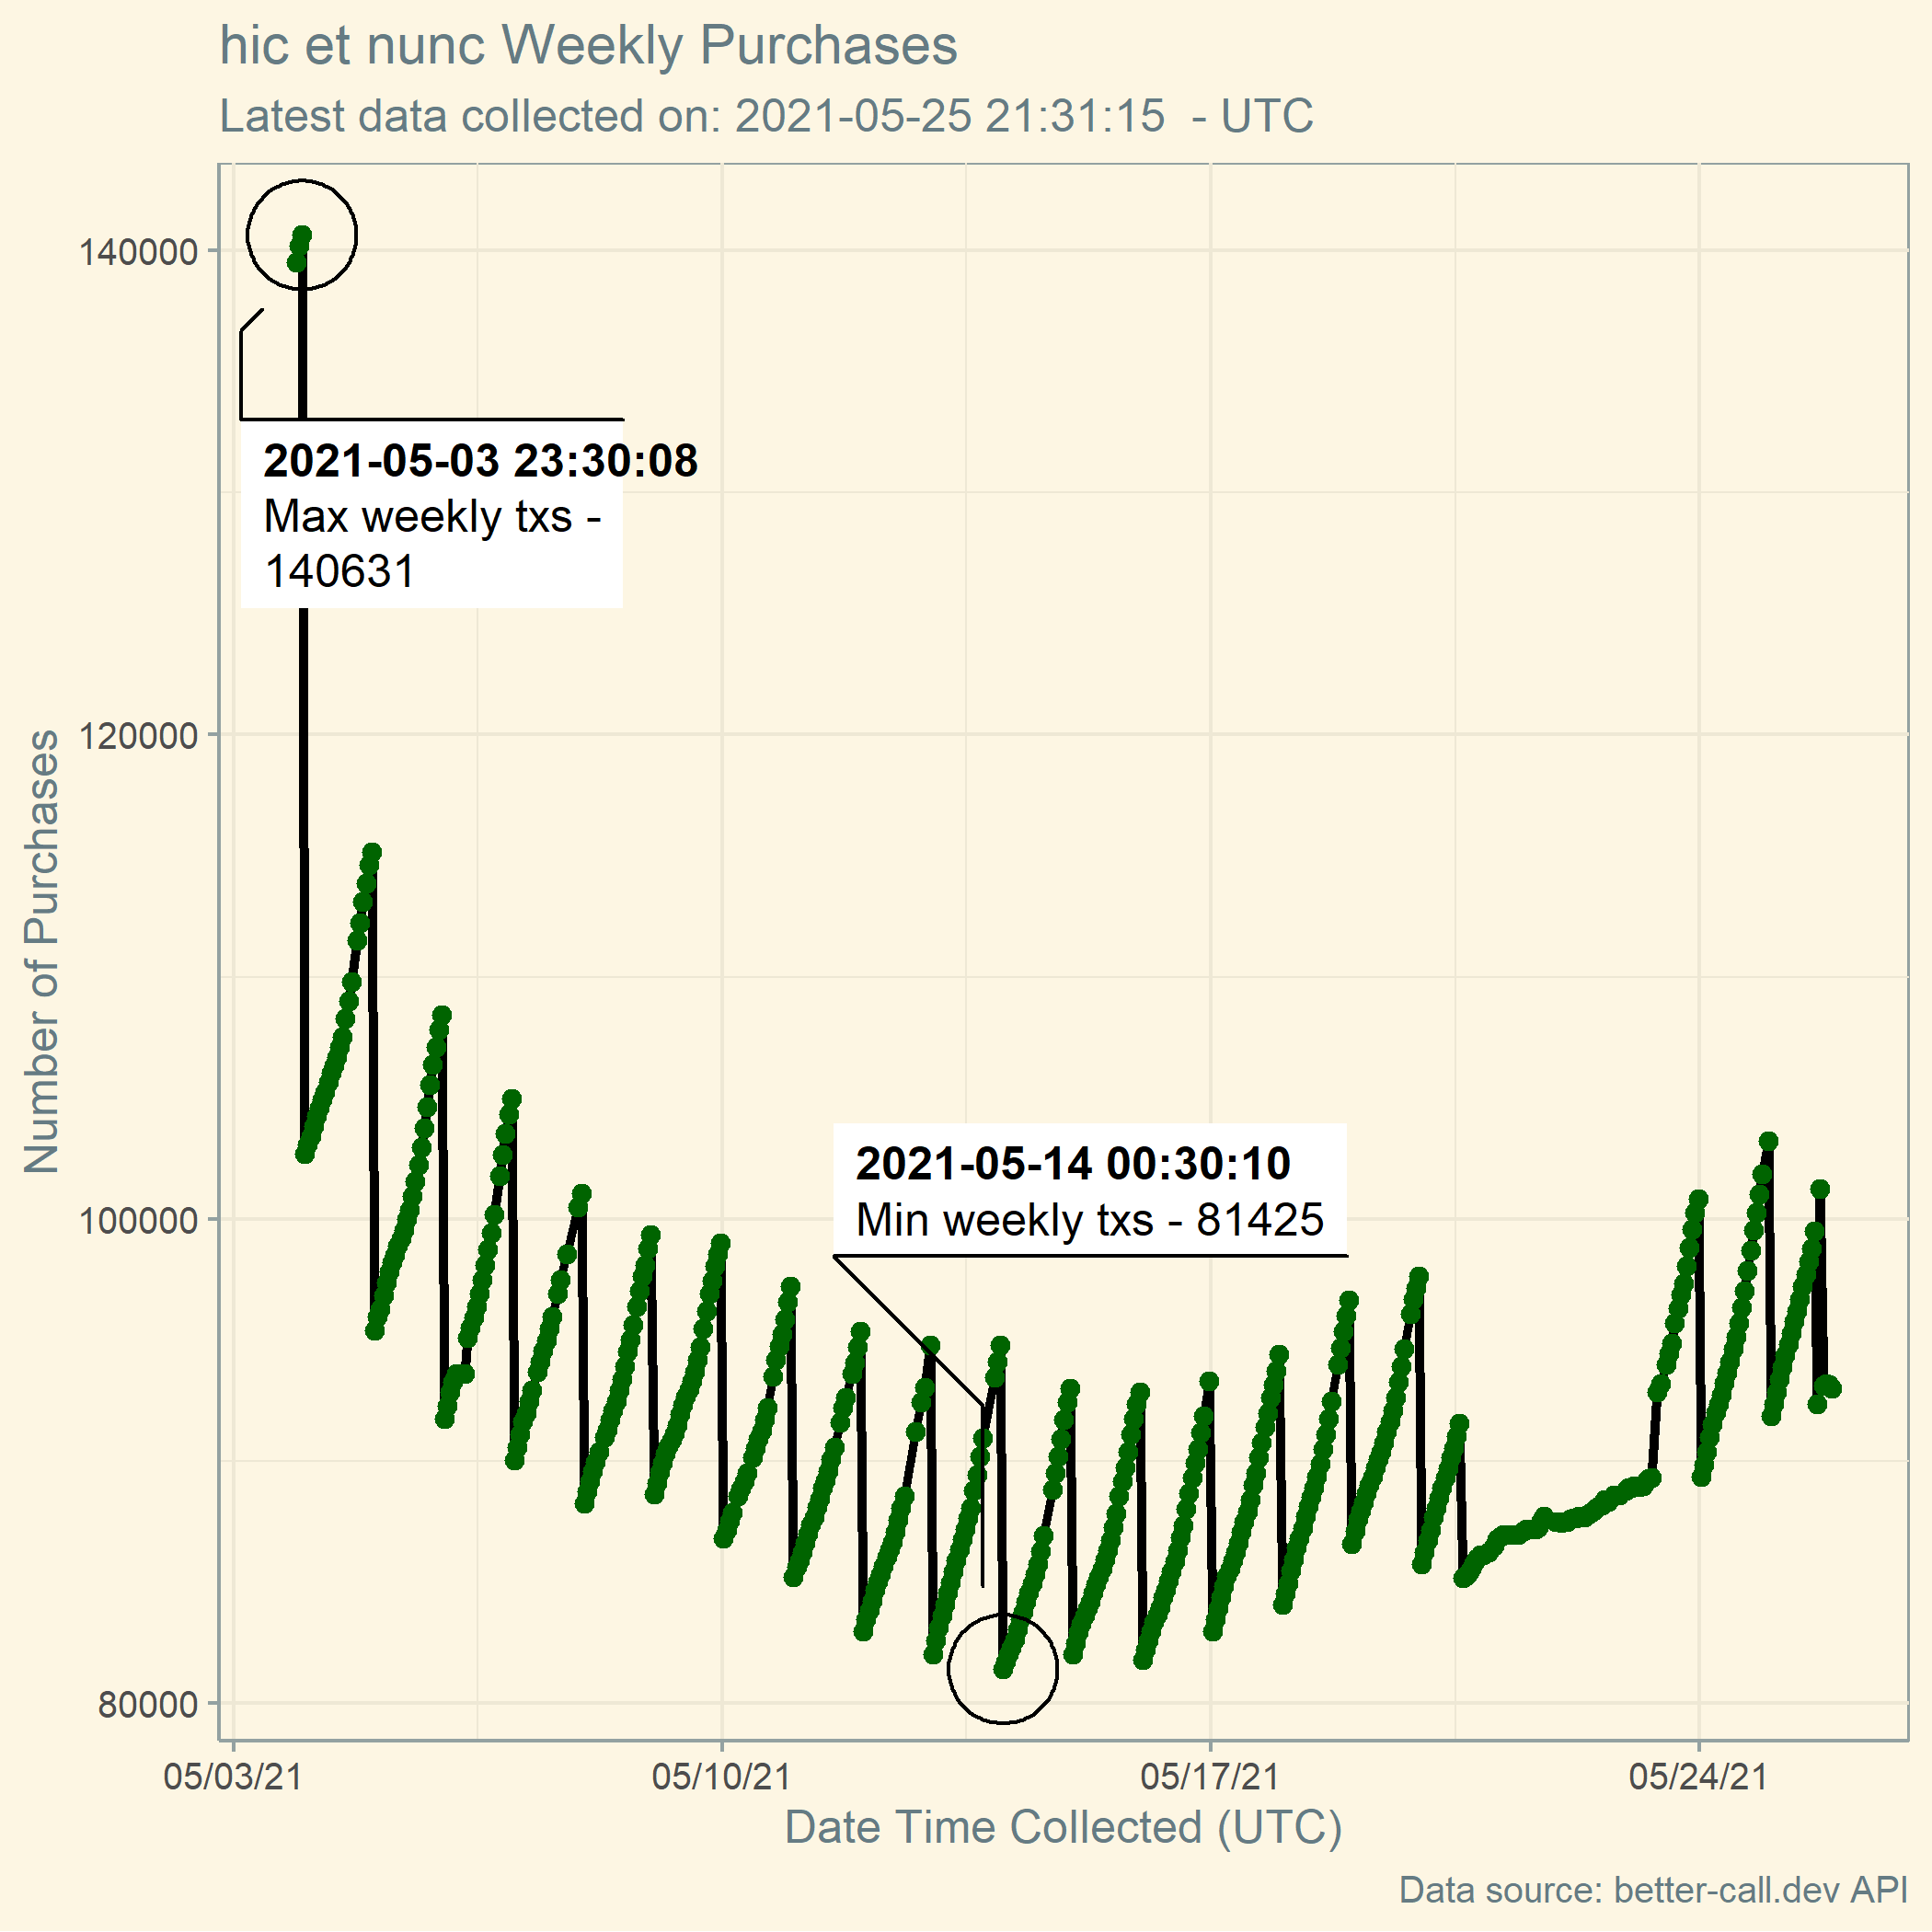 hic et nunc Weekly Purchases
Latest data collected on: 2021-05-25 21:31:15  - UTC
Number of Purchases
140000
120000
100000
80000
2021-05-03 23:30:08
Max weekly txs -
140631
2021-05-14 00:30:10
Min weekly txs - 81425
05/03/21
05/10/21
05/17/21
05/24/21
Date Time Collected (UTC)
Data source: better-call.dev API